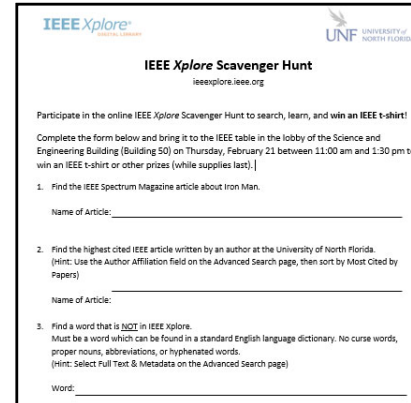 IEEE Xplore®
DIGITAL LIBRARY
UNF UNIVERSITY of
NORTH FLORID
IEEE Xplore Scavenger Hunt
ieeexplore.ieee.org
Participate in the online IEEE Xplore Scavenger Hunt to search, learn, and win an IEEE t-shirt!
Complete the form below and bring it to the IEEE table in the lobby of the Science and
Engineering Building (Building 50) on Thursday, February 21 between 11:00 am and 1:30 pm t
win an IEEE t-shirt or other prizes (while supplies last).
1. Find the IEEE Spectrum Magazine article about Iron Man.
Name of Article:
2. Find the highest cited IEEE article written by an author at the University of North Florida.
(Hint: Use the Author Affiliation field on the Advanced Search page, then sort by Most Cited by
Papers)
Name of Article:
3. Find a word that is NOT in IEEE Xplore.
Must be a word which can be found in a standard English language dictionary. No curse words,
proper nouns, abbreviations, or hyphenated words.
(Hint: Select Full Text & Metadata on the Advanced Search page)
Word: